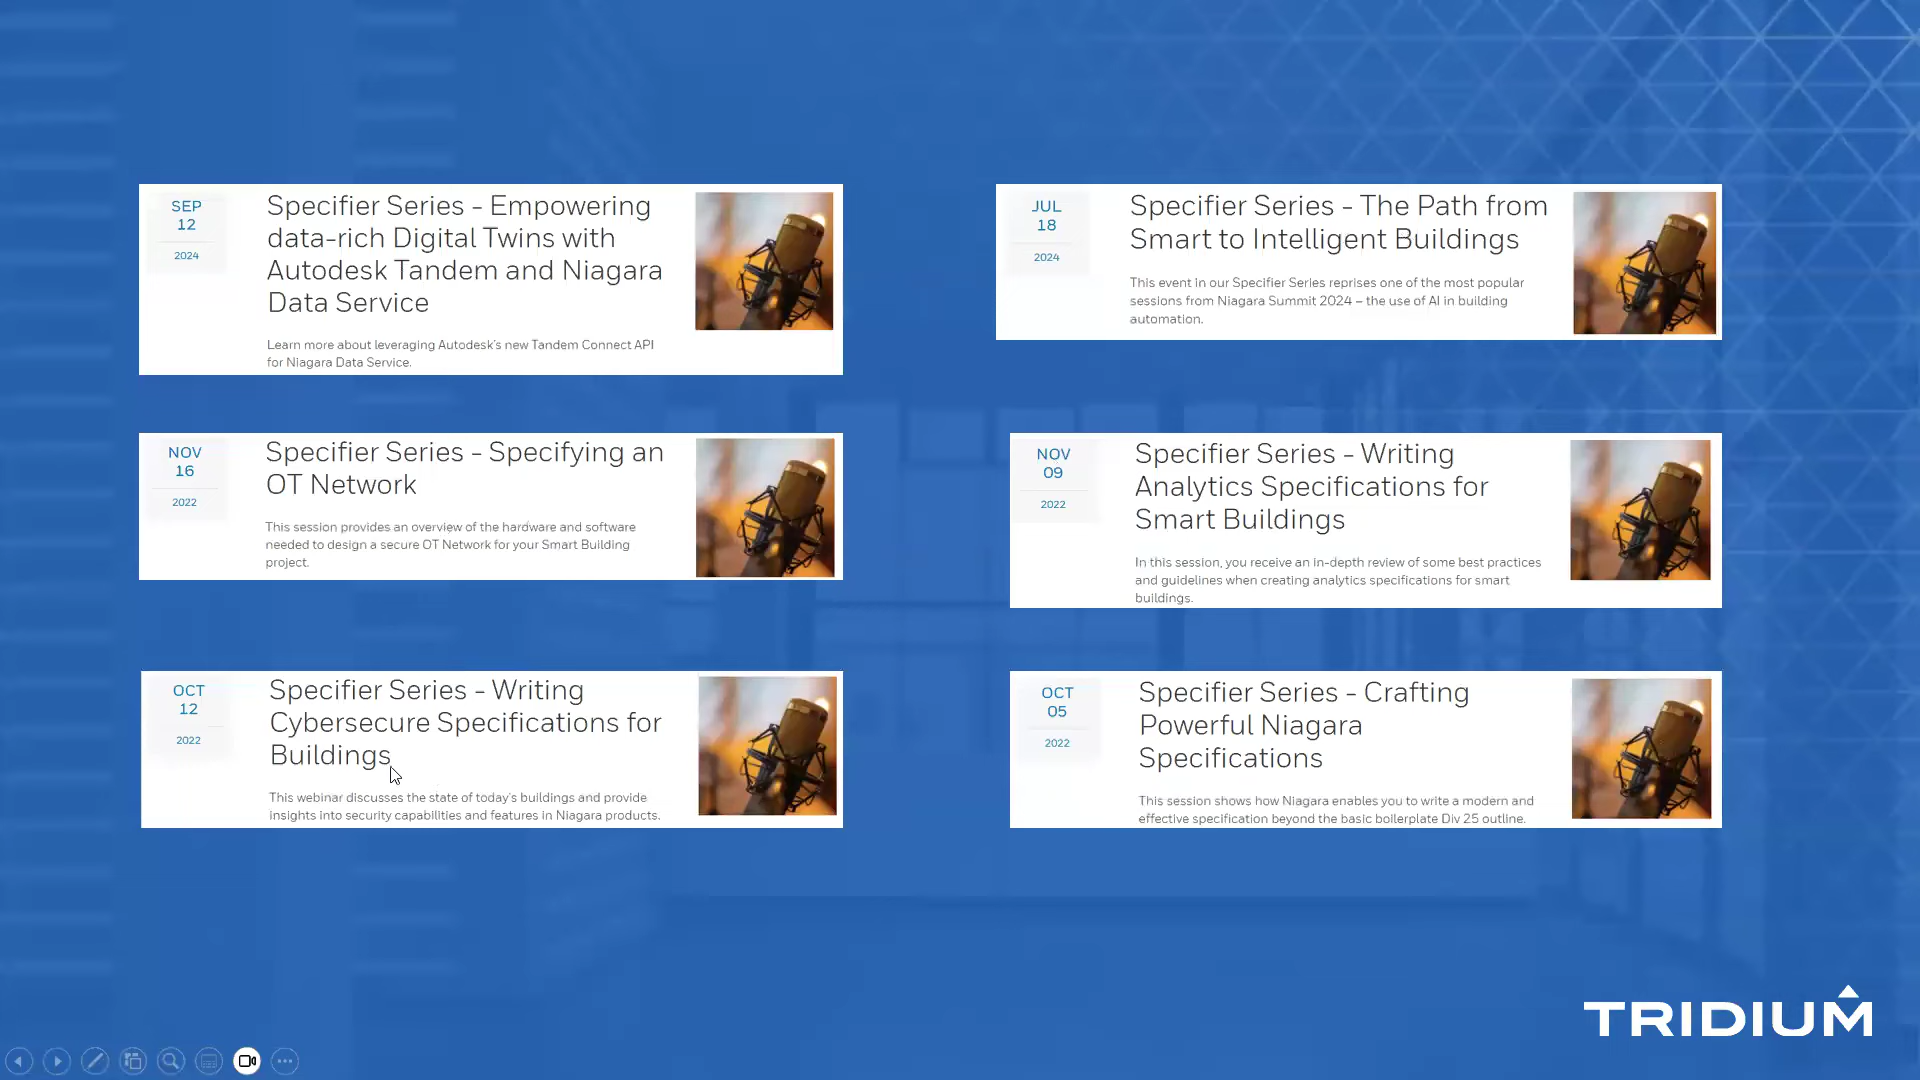 SEP
12
2024
Specifier Series - Empowering
data-rich Digital Twins with
Autodesk Tandem and Niagara
Data Service
Learn more about leveraging Autodesk's new Tandem Connect API
for Niagara Data Service.
JUL
18
2024
Specifier Series - The Path from
Smart to Intelligent Buildings
This event in our Specifier Series reprises one of the most popular
sessions from Niagara Summit 2024 – the use of AI in building
automation.
NOV
16
2022
Specifier Series - Specifying an
OT Network
This session provides an overview of the hardware and software
needed to design a secure OT Network for your Smart Building
project.
NOV
09
2022
Specifier Series - Writing
Analytics Specifications for
Smart Buildings
In this session, you receive an in-depth review of some best practices
and guidelines when creating analytics specifications for smart
buildings.
OCT
12
2022
Specifier Series - Writing
Cybersecure Specifications for
Buildings
This webinar discusses the state of today's buildings and provide
insights into security capabilities and features in Niagara products.
OCT
05
2022
Specifier Series - Crafting
Powerful Niagara
Specifications
This session shows how Niagara enables you to write a modern and
effective specification beyond the basic boilerplate Div 25 outline.
TRIDIUM